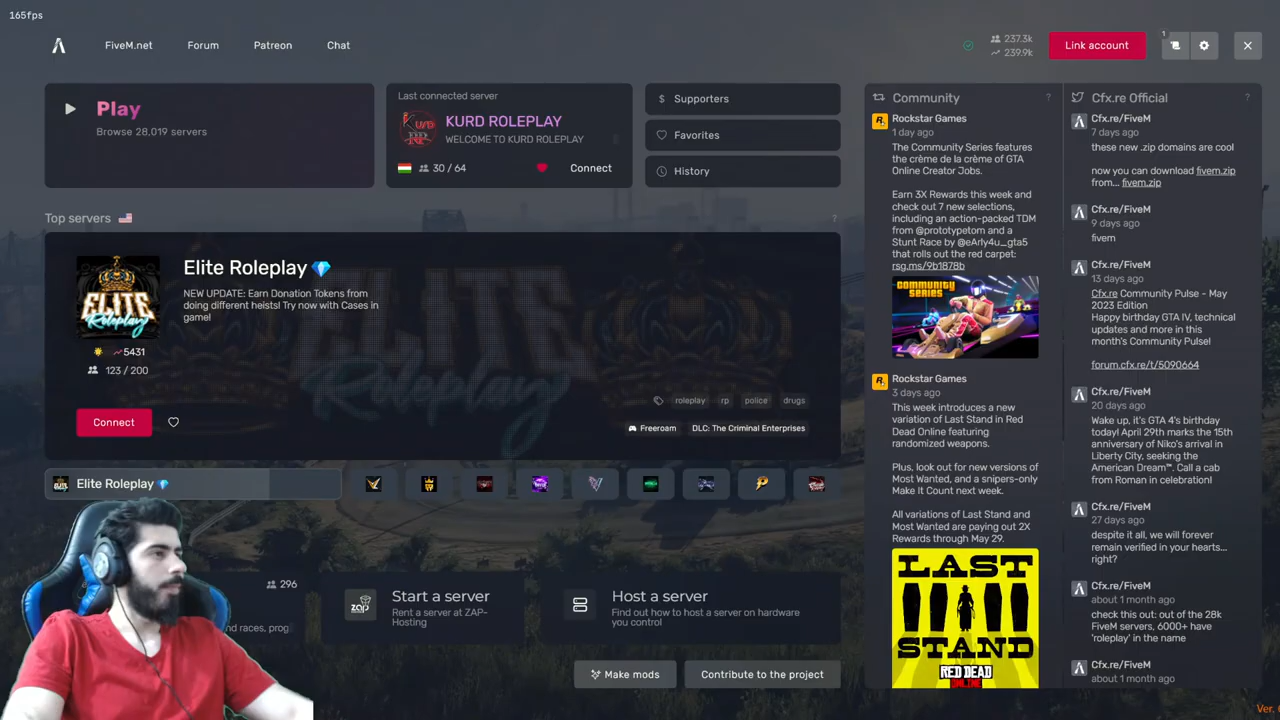 165fps
FiveM.net
Forum
Patreon
Chat
237.3k
239.9k
Link account
1
Play
Browse 28,019 servers
Last connected server
KURD ROLEPLAY
WELCOME TO KURD ROLEPLAY
30 / 64
Connect
$ Supporters
Favorites
History
Top servers
?
ELITE
Roleplay
Elite Roleplay
NEW UPDATE: Earn Donation Tokens from
doing different heists! Try now with Cases in
game!
5431
123 / 200
Connect
roleplay
rp
police
drugs
Freeroam
DLC: The Criminal Enterprises
Elite Roleplay
296
nd races, prog
ZAP
Start a server
Rent a server at ZAP-
Hosting
Host a server
Find out how to host a server on hardware
you control
Make mods
Contribute to the project
Community
?
Rockstar Games
1 day ago
The Community Series features
the crème de la crème of GTA
Online Creator Jobs.
Earn 3X Rewards this week and
check out 7 new selections,
including an action-packed TDM
from @prototypetom and a
Stunt Race by @eArly4u_gta5
that rolls out the red carpet:
rsg.ms/9b1878b
COMMUNITY
SERIES
Rockstar Games
3 days ago
This week introduces a new
variation of Last Stand in Red
Dead Online featuring
randomized weapons.
Plus, look out for new versions of
Most Wanted, and a snipers-only
Make It Count next week.
All variations of Last Stand and
Most Wanted are paying out 2X
Rewards through May 29.
LAST
STAND
RED DEAD
ONLINE
Cfx.re Official
?
Cfx.re/FiveM
7 days ago
these new .zip domains are cool
now you can download fivem.zip
from... fivem.zip
Cfx.re/FiveM
9 days ago
fivem
Cfx.re/FiveM
13 days ago
Cfx.re Community Pulse - May
2023 Edition
Happy birthday GTA IV, technical
updates and more in this
month's Community Pulse!
forum.cfx.re/t/5090664
Cfx.re/FiveM
20 days ago
Wake up, it's GTA 4's birthday
today! April 29th marks the 15th
anniversary of Niko's arrival in
Liberty City, seeking the
American Dream™. Call a cab
from Roman in celebration!
Cfx.re/FiveM
27 days ago
despite it all, we will forever
remain verified in your hearts...
right?
Cfx.re/FiveM
about 1 month ago
check this out: out of the 28k
FiveM servers, 6000+ have
'roleplay' in the name
Cfx.re/FiveM
about 1 month ago
Ver.